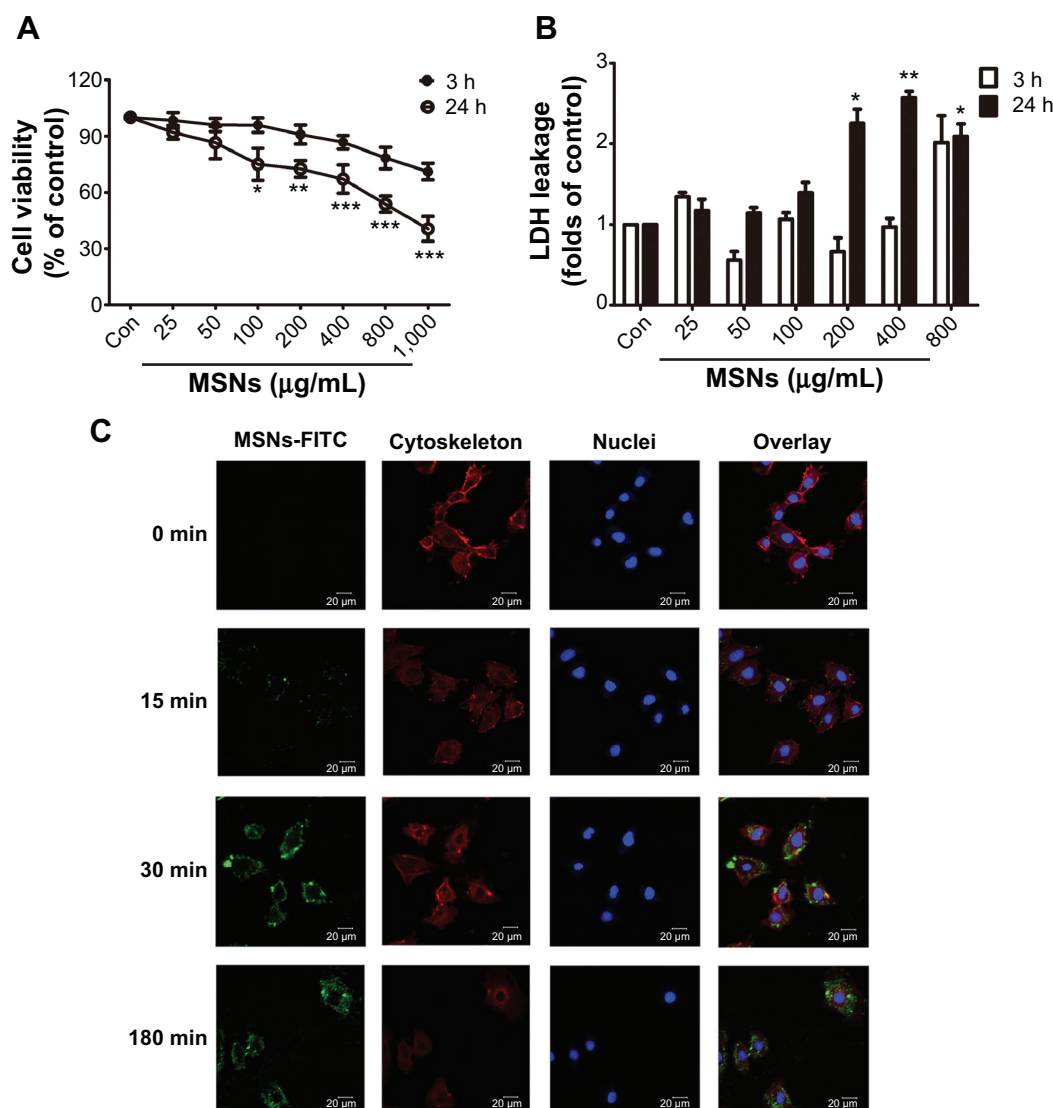 A
120
90
60
30
0
Cell viability
(% of control)
3 h
24 h
*
**
***
***
***
Con
25
50
100
200
400
800
1,000
MSNs (μg/mL)
B
3
2
1
0
LDH leakage
(folds of control)
3 h
24 h
*
**
*
Con
25
50
100
200
400
800
MSNs (μg/mL)
C
MSNs-FITC Cytoskeleton Nuclei Overlay
0 min
20 μm 20 μm 20 μm 20 μm
15 min
20 μm 20 μm 20 μm 20 μm
30 min
20 μm 20 μm 20 μm 20 μm
180 min
20 μm 20 μm 20 μm 20 μm